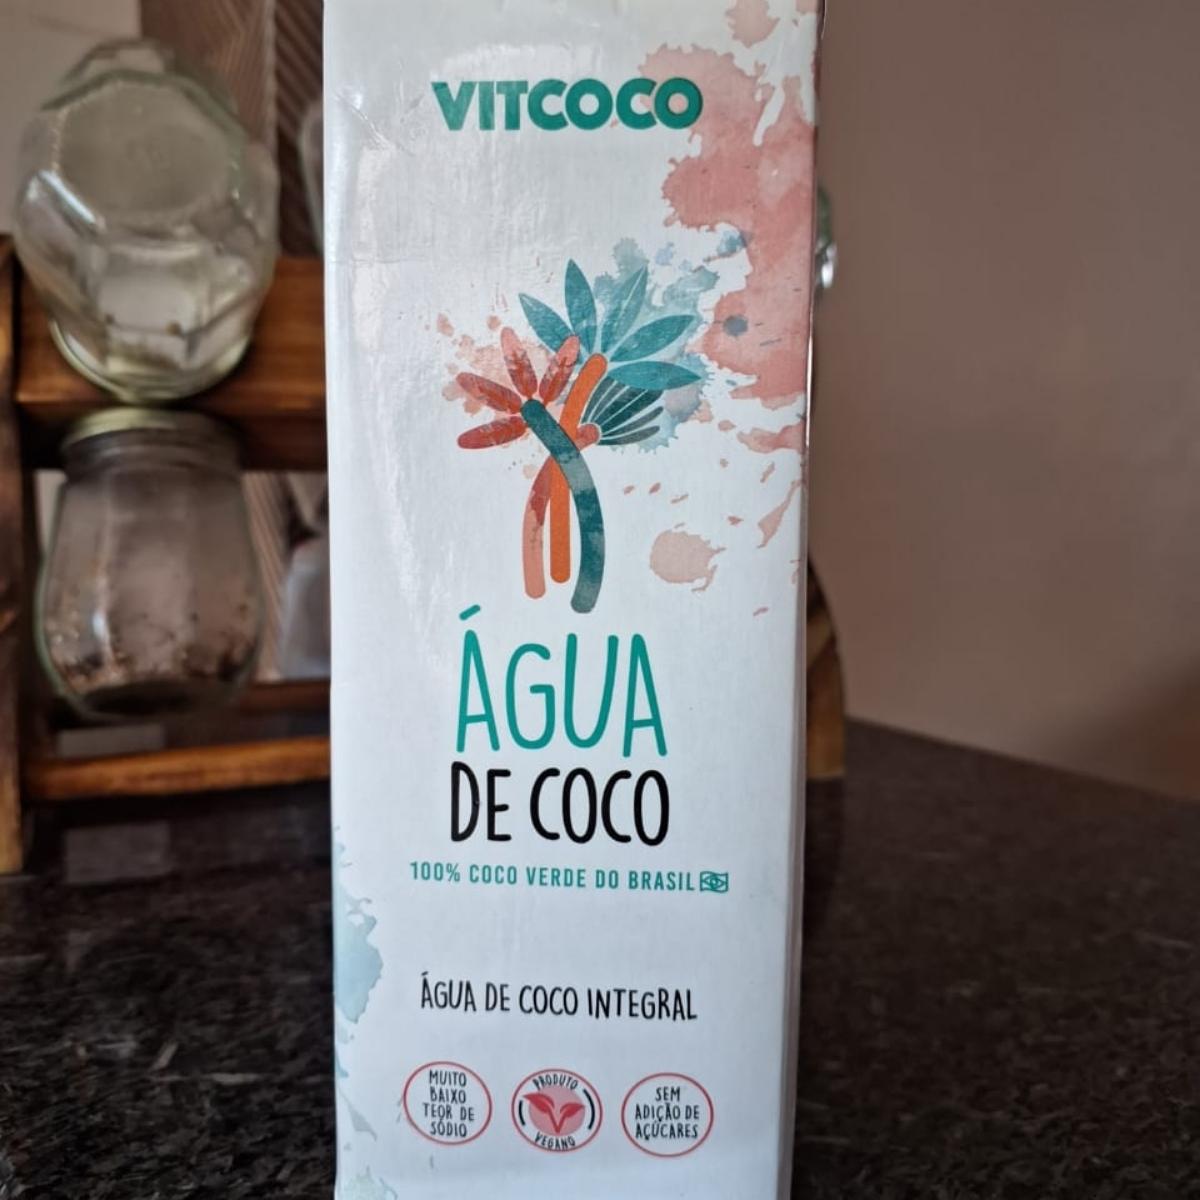 VITCOCO
ÁGUA
DE COCO
100% COCO VERDE DO BRASIL
ÁGUA DE COCO INTEGRAL
MUITO
BAIXO
TEOR DE
SÓDIO
PRODUTO
VEGANO
SEM
ADIÇÃO DE
AÇÚCARES